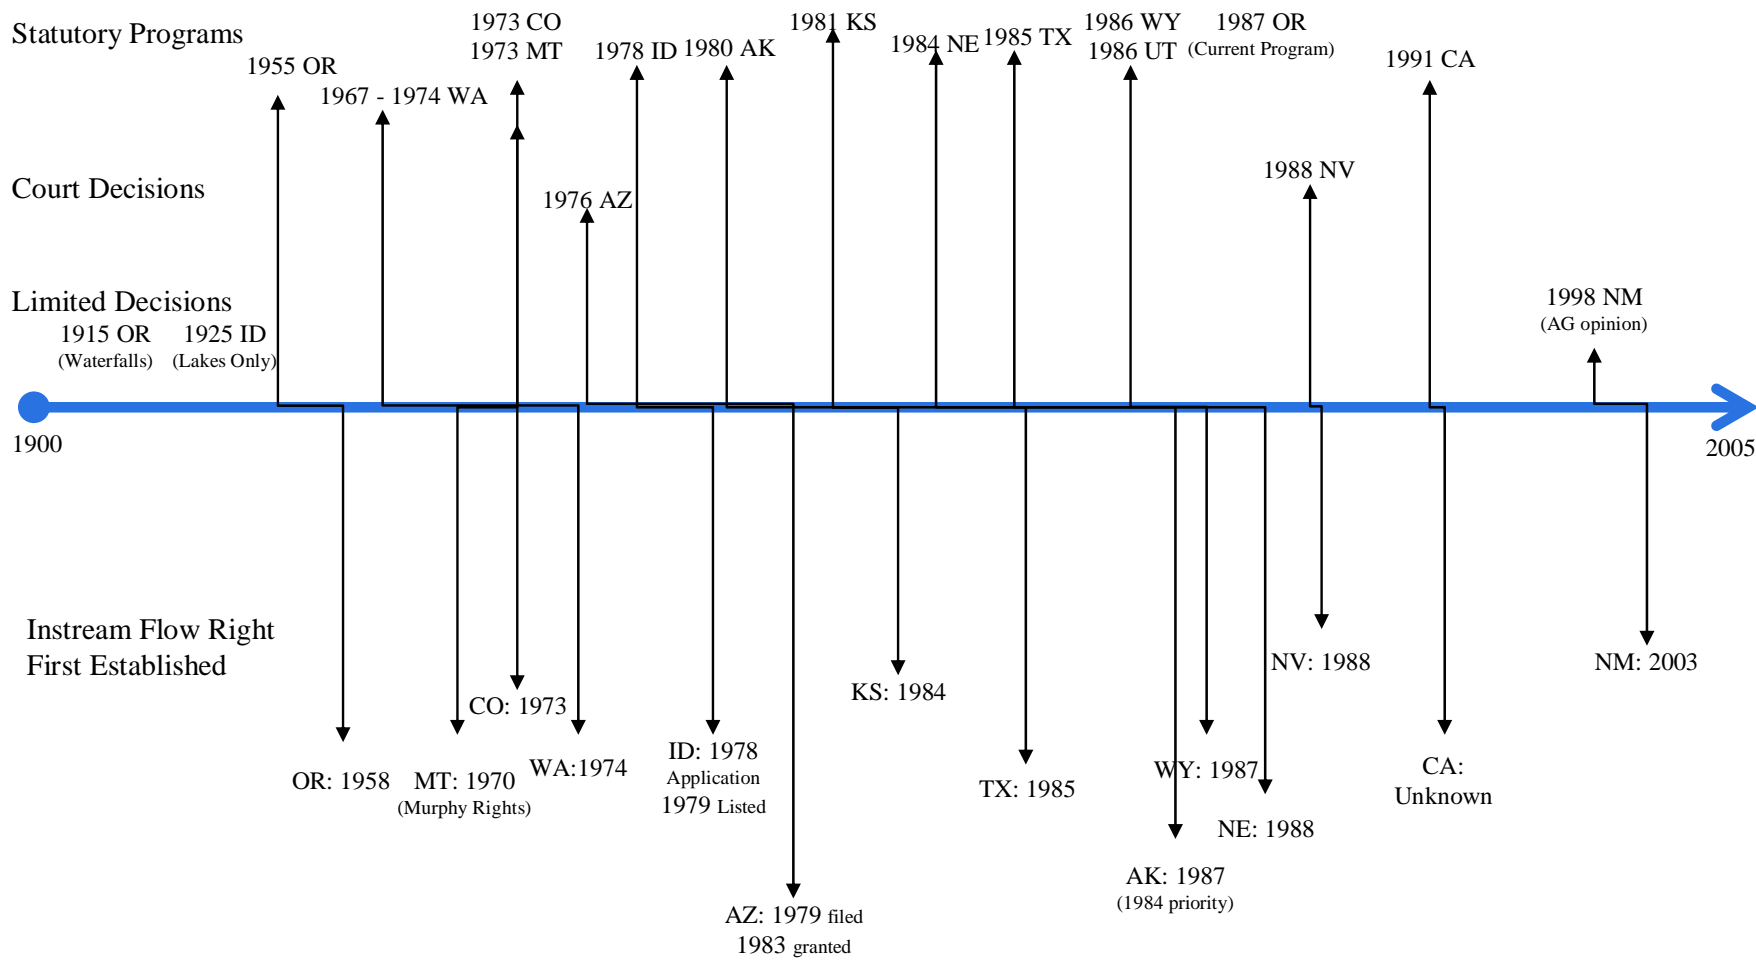 Statutory Programs
1955 OR
1967 - 1974 WA
1973 CO
1973 MT
1978 ID
1980 AK
1981 KS
1984 NE
1985 TX
1986 WY
1986 UT
1987 OR
(Current Program)
1991 CA
Court Decisions
1976 AZ
1988 NV
Limited Decisions
1915 OR
(Waterfalls)
1925 ID
(Lakes Only)
1998 NM
(AG opinion)
1900
2005
Instream Flow Right
First Established
OR: 1958
MT: 1970
(Murphy Rights)
CO: 1973
WA:1974
ID: 1978
Application
1979 Listed
AZ: 1979 filed
1983 granted
KS: 1984
TX: 1985
AK: 1987
(1984 priority)
WY: 1987
NE: 1988
NV: 1988
CA:
Unknown
NM: 2003